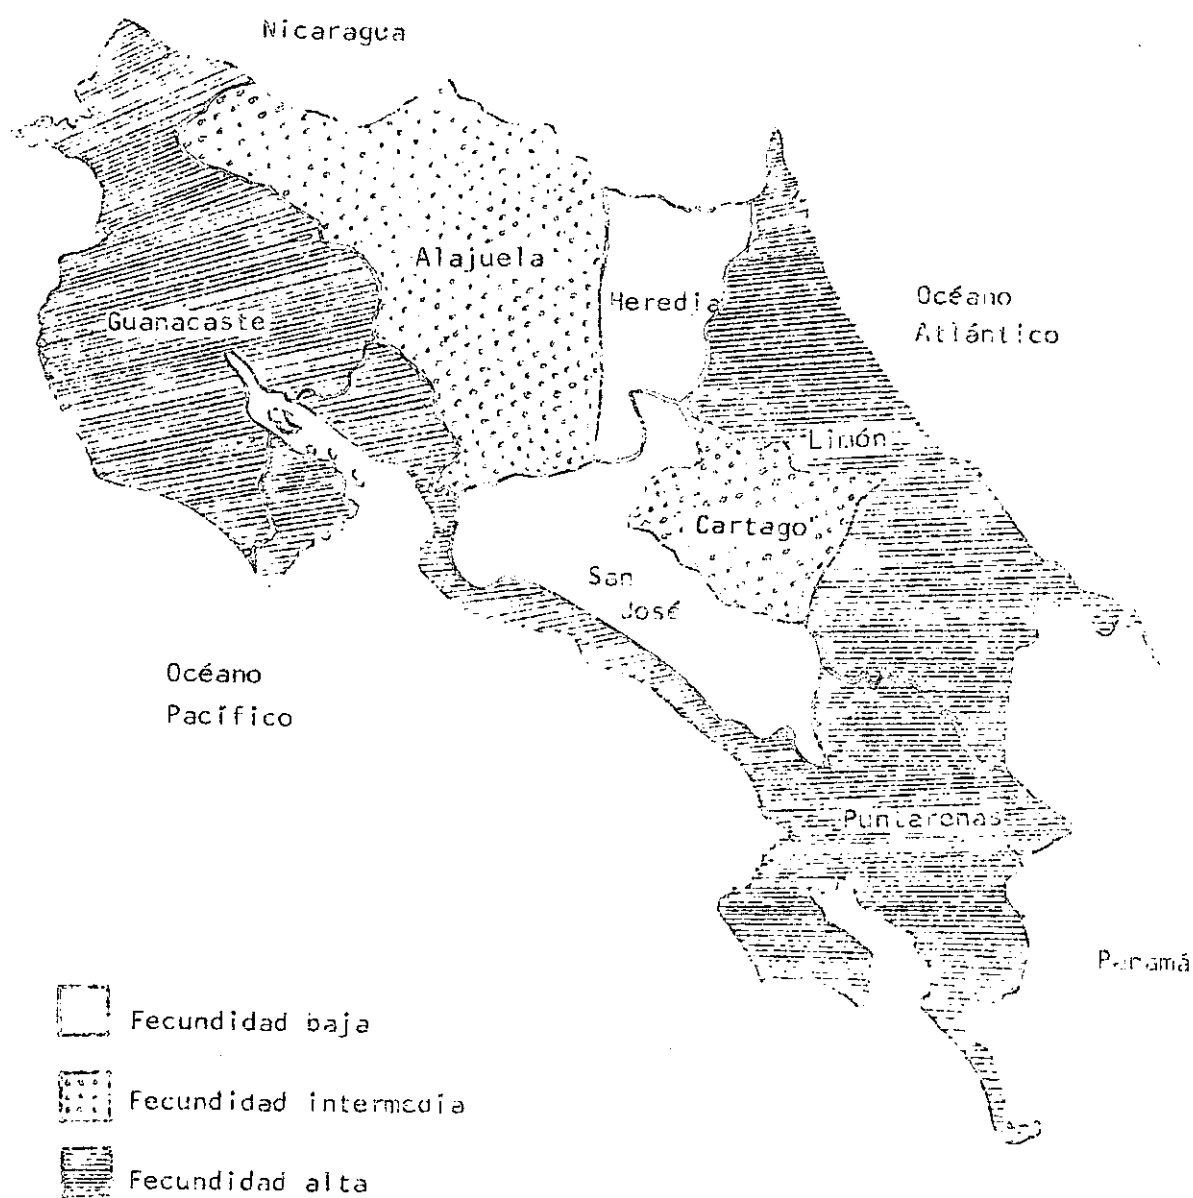 Nicaragua
Alajuela
Heredia
Océano
Atlántico
Guanacaste
Limón
Cartago
San
José
Océano
Pacífico
Puntarenas
Panamá
Fecundidad baja
Fecundidad intermedia
Fecundidad alta